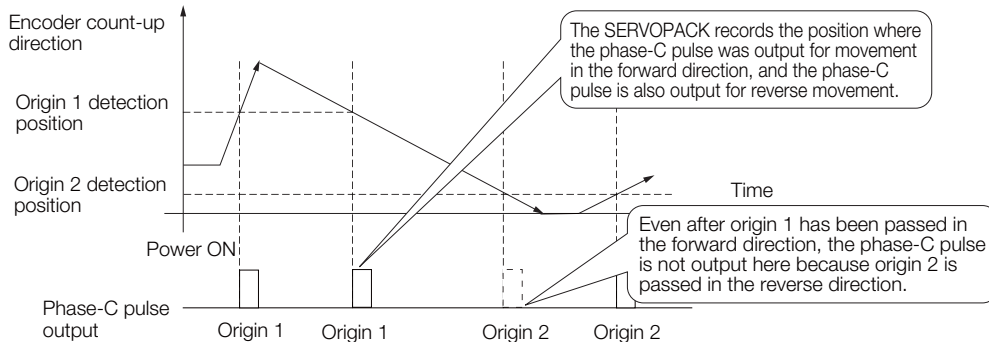 Encoder count-up
direction
The SERVOPACK records the position where
the phase-C pulse was output for movement
in the forward direction, and the phase-C
pulse is also output for reverse movement.
Origin 1 detection
position
Origin 2 detection
position
Time
Power ON
Even after origin 1 has been passed in
the forward direction, the phase-C pulse
is not output here because origin 2 is
passed in the reverse direction.
Phase-C pulse
output
Origin 1
Origin 1
Origin 2
Origin 2